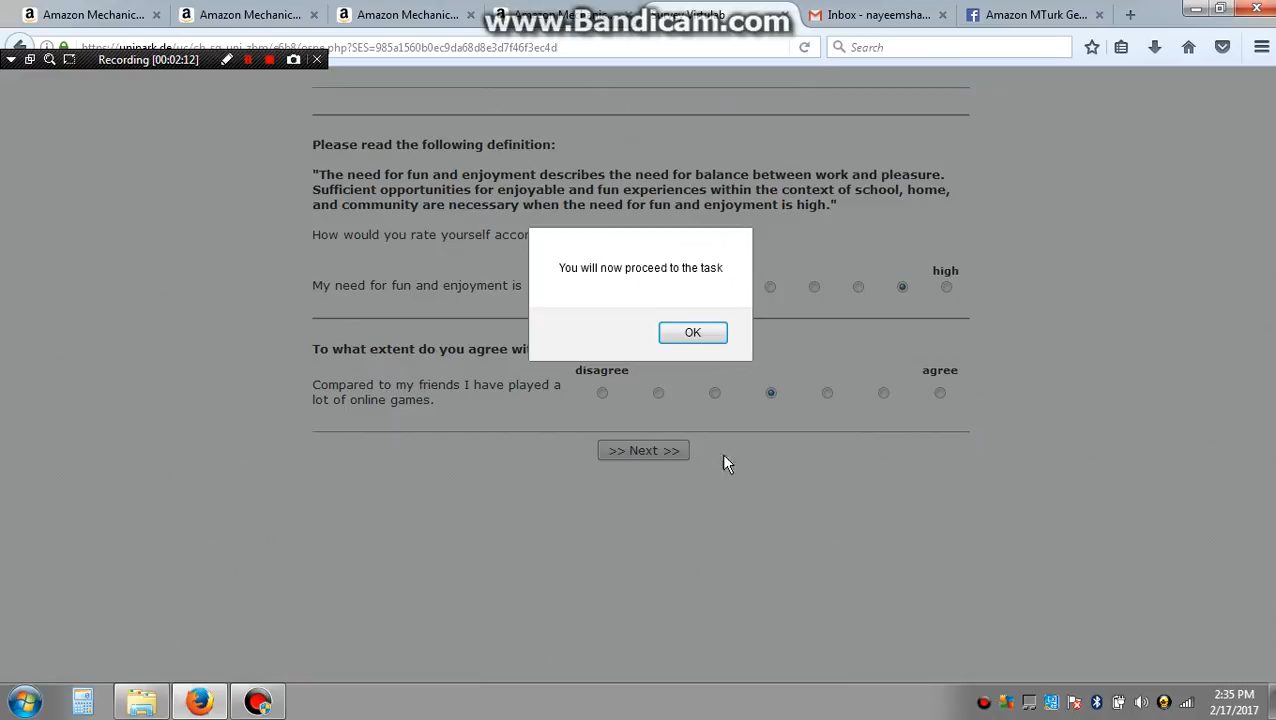 Amazon Mechanic...
Amazon Mechanic...
Amazon Mechanic...
www.Bandicam.com
Inbox - nayeemsha...
Amazon MTurk Ge...
Search
Recording [00:02:12]
Please read the following definition:
"The need for fun and enjoyment describes the need for balance between work and pleasure.
Sufficient opportunities for enjoyable and fun experiences within the context of school, home,
and community are necessary when the need for fun and enjoyment is high."
How would you rate yourself accor
You will now proceed to the task
high
My need for fun and enjoyment is
OK
To what extent do you agree wit
disagree
agree
Compared to my friends I have played a
lot of online games.
>> Next >>
2:35 PM
2/17/2017